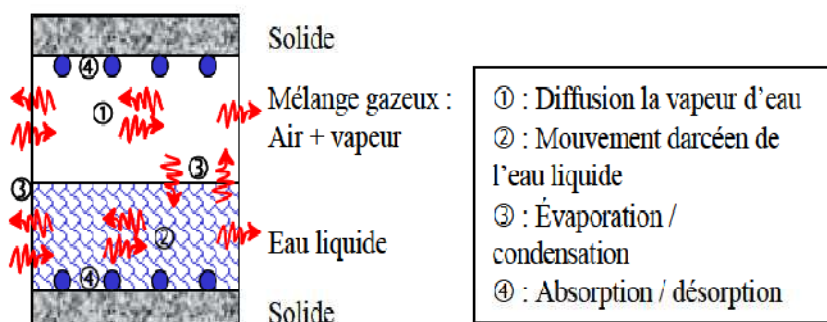 Solide
④
①
Mélange gazeux :
Air + vapeur
③
③
②
Eau liquide
④
Solide
① : Diffusion la vapeur d'eau
② : Mouvement darcéen de
l'eau liquide
③ : Évaporation /
condensation
④ : Absorption / désorption